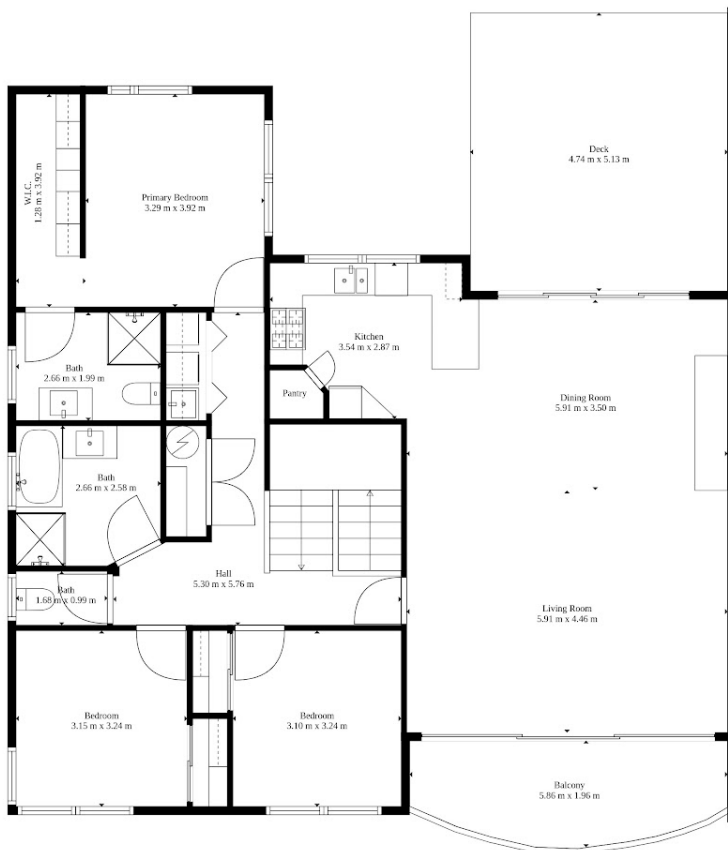 Deck
4.74 m x 5.13 m
W.I.C.
1.28 m x 3.92 m
Primary Bedroom
3.29 m x 3.92 m
Kitchen
3.54 m x 2.87 m
Bath
2.66 m x 1.99 m
Pantry
Dining Room
5.91 m x 3.50 m
Bath
2.66 m x 2.58 m
Hall
5.30 m x 5.76 m
Bath
1.68 m x 0.99 m
Living Room
5.91 m x 4.46 m
Bedroom
3.15 m x 3.24 m
Bedroom
3.10 m x 3.24 m
Balcony
5.86 m x 1.96 m